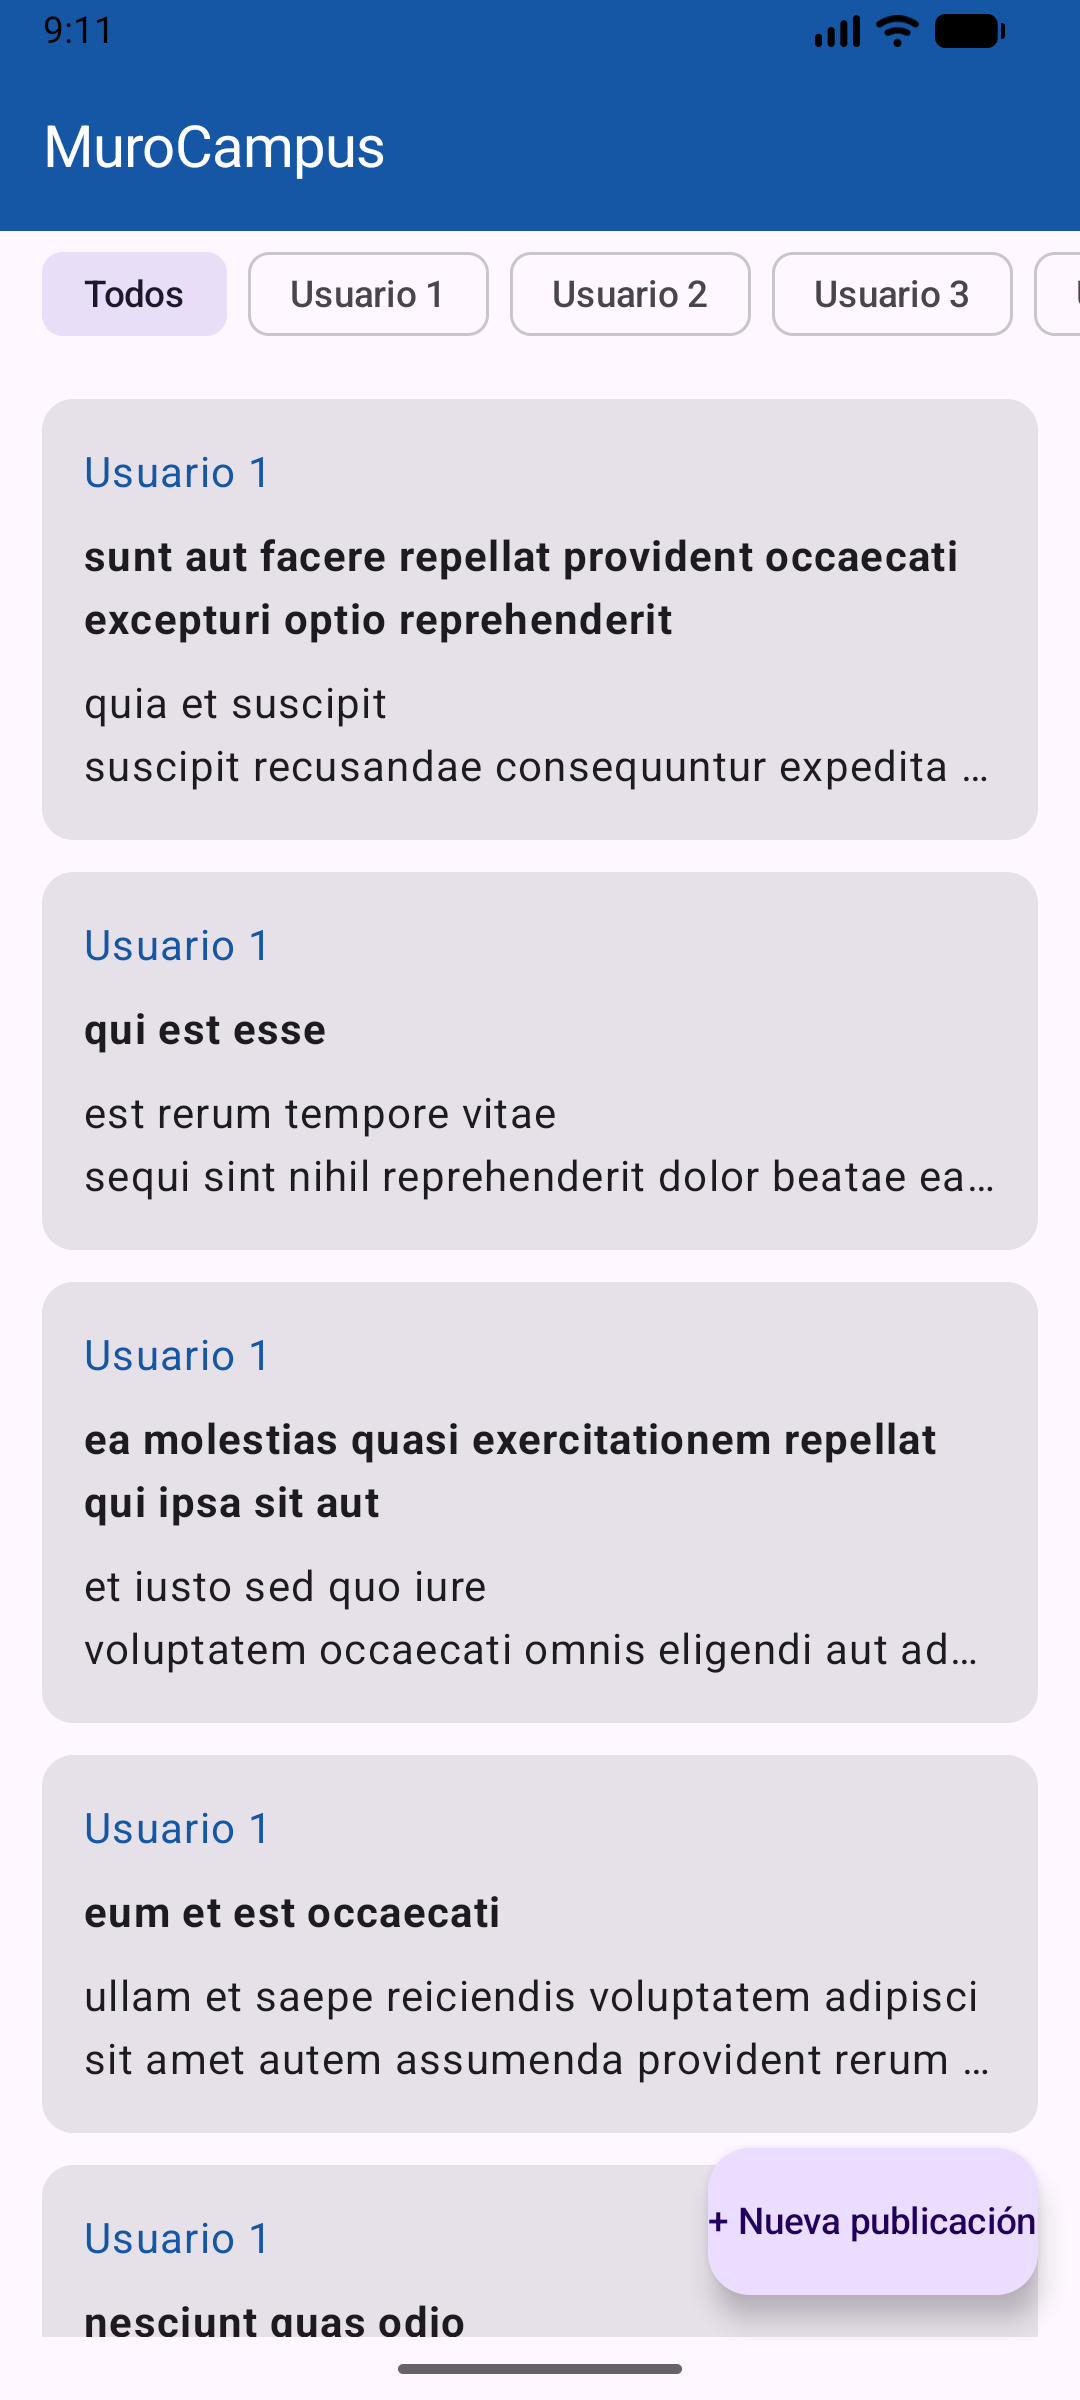 9:11
MuroCampus
Todos
Usuario 1
Usuario 2
Usuario 3
Usuario 1
sunt aut facere repellat provident occaecati
excepturi optio reprehenderit
quia et suscipit
suscipit recusandae consequuntur expedita ...
Usuario 1
qui est esse
est rerum tempore vitae
sequi sint nihil reprehenderit dolor beatae ea...
Usuario 1
ea molestias quasi exercitationem repellat
qui ipsa sit aut
et iusto sed quo iure
voluptatem occaecati omnis eligendi aut ad...
Usuario 1
eum et est occaecati
ullam et saepe reiciendis voluptatem adipisci
sit amet autem assumenda provident rerum ...
Usuario 1
nesciunt quas odio
+ Nueva publicación